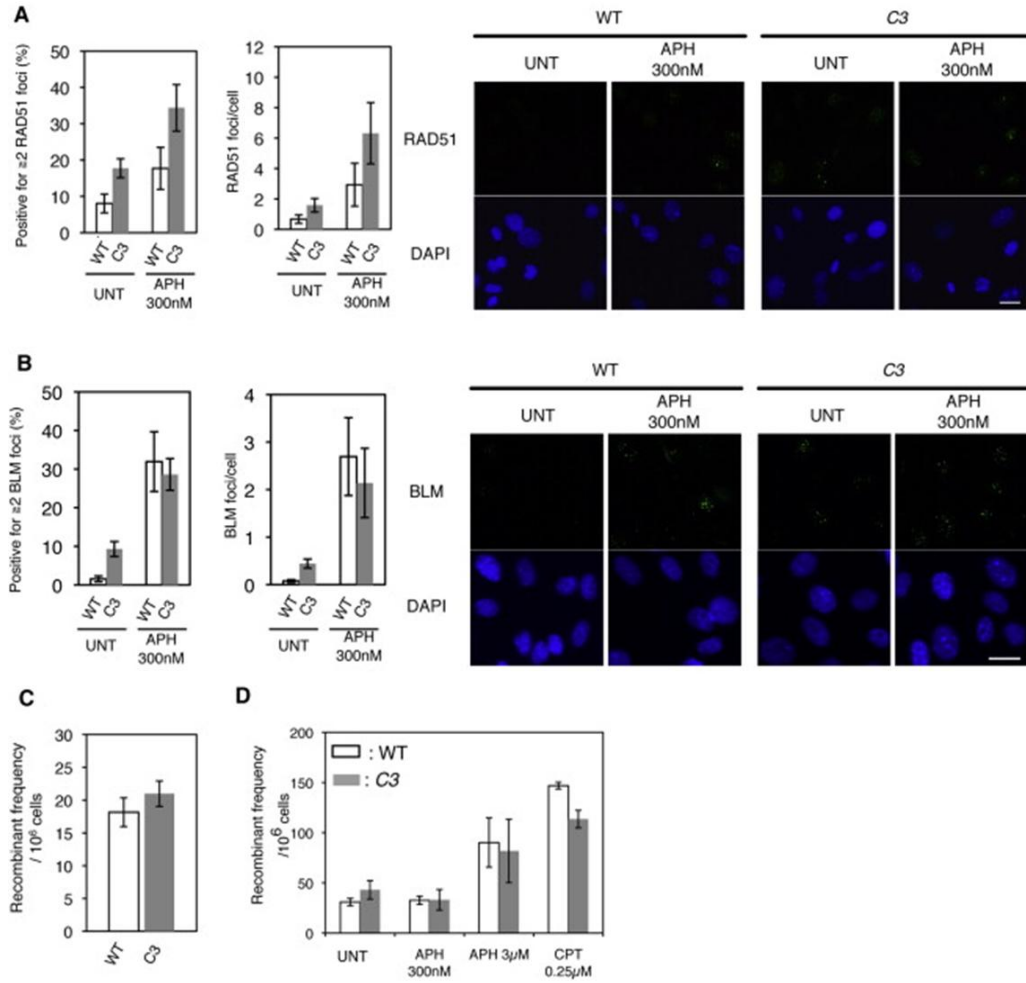 A
Positive for ≥2 RAD51 foci (%)
50
40
30
20
10
0
WT C3 WT C3
UNT APH
300nM
RAD51 foci/cell
12
10
8
6
4
2
0
WT C3 WT C3
UNT APH
300nM
WT C3
UNT APH
300nM UNT APH
300nM
RAD51
DAPI
B
Positive for ≥2 BLM foci (%)
50
40
30
20
10
0
WT C3 WT C3
UNT APH
300nM
BLM foci/cell
4
3
2
1
0
WT C3 WT C3
UNT APH
300nM
WT C3
UNT APH
300nM UNT APH
300nM
BLM
DAPI
C
Recombinant frequency
/ 10⁶ cells
30
25
20
15
10
5
0
WT C3
D
Recombinant frequency
/10⁶ cells
200
150
100
50
0
: WT
: C3
UNT APH
300nM APH 3µM CPT
0.25µM